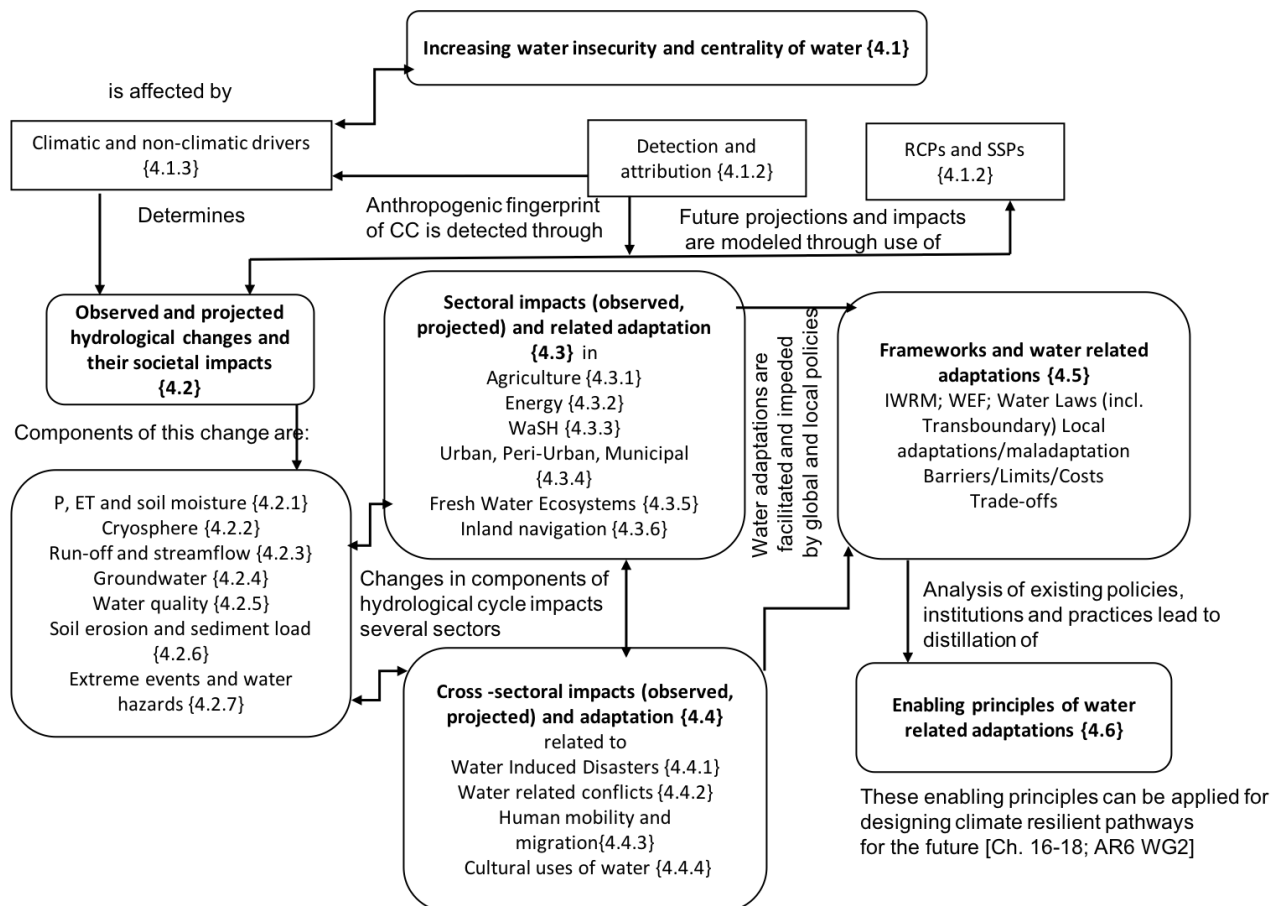 Increasing water insecurity and centrality of water {4.1}
is affected by
Climatic and non-climatic drivers
{4.1.3}
Detection and
attribution {4.1.2}
RCPs and SSPs
{4.1.2}
Determines
Anthropogenic fingerprint
of CC is detected through
Future projections and impacts
are modeled through use of
Observed and projected
hydrological changes and
their societal impacts
{4.2}
Components of this change are:
P, ET and soil moisture {4.2.1}
Cryosphere {4.2.2}
Run-off and streamflow {4.2.3}
Groundwater {4.2.4}
Water quality {4.2.5}
Soil erosion and sediment load
{4.2.6}
Extreme events and water
hazards {4.2.7}
Sectoral impacts (observed,
projected) and related adaptation
{4.3} in
Agriculture {4.3.1}
Energy {4.3.2}
WaSH {4.3.3}
Urban, Peri-Urban, Municipal
{4.3.4}
Fresh Water Ecosystems {4.3.5}
Inland navigation {4.3.6}
Changes in components of
hydrological cycle impacts
several sectors
Cross -sectoral impacts (observed,
projected) and adaptation {4.4}
related to
Water Induced Disasters {4.4.1}
Water related conflicts {4.4.2}
Human mobility and
migration{4.4.3}
Cultural uses of water {4.4.4}
Water adaptations are
facilitated and impeded
by global and local policies
Frameworks and water related
adaptations {4.5}
IWRM; WEF; Water Laws (incl.
Transboundary) Local
adaptations/maladaptation
Barriers/Limits/Costs
Trade-offs
Analysis of existing policies,
institutions and practices lead to
distillation of
Enabling principles of water
related adaptations {4.6}
These enabling principles can be applied for
designing climate resilient pathways
for the future [Ch. 16-18; AR6 WG2]